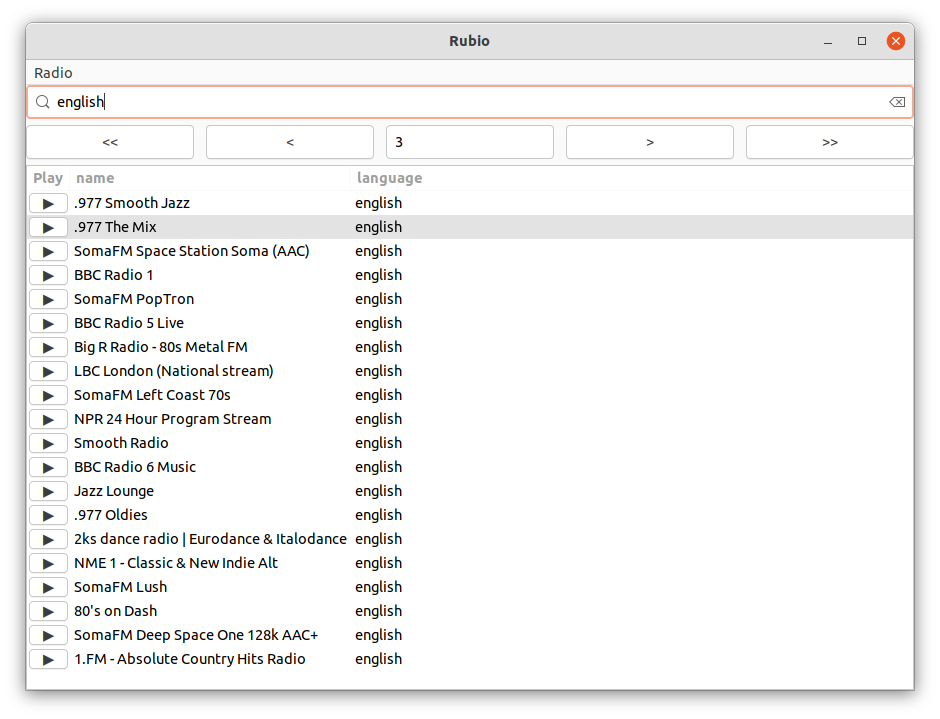 Rubio
Radio
english
<< < 3 > >>
Play name language
▶ .977 Smooth Jazz english
▶ .977 The Mix english
▶ SomaFM Space Station Soma (AAC) english
▶ BBC Radio 1 english
▶ SomaFM PopTron english
▶ BBC Radio 5 Live english
▶ Big R Radio - 80s Metal FM english
▶ LBC London (National stream) english
▶ SomaFM Left Coast 70s english
▶ NPR 24 Hour Program Stream english
▶ Smooth Radio english
▶ BBC Radio 6 Music english
▶ Jazz Lounge english
▶ .977 Oldies english
▶ 2ks dance radio | Eurodance & Italodance english
▶ NME 1 - Classic & New Indie Alt english
▶ SomaFM Lush english
▶ 80's on Dash english
▶ SomaFM Deep Space One 128k AAC+ english
▶ 1.FM - Absolute Country Hits Radio english